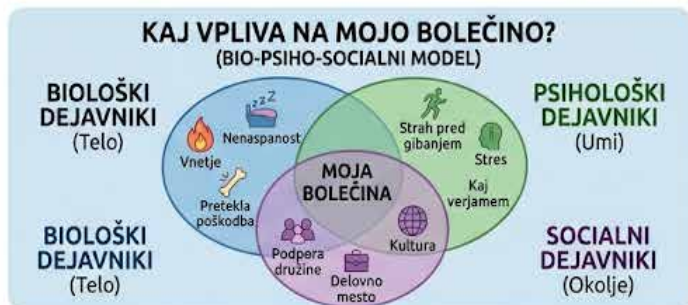 KAJ VPLIVA NA MOJO BOLEČINO?
(BIO-PSIHO-SOCIALNI MODEL)
BIOLOŠKI
DEJAVNIKI
(Telo)
Nenaspanost
Vnetje
Pretekla
poškodba
Strah pred
gibanjem
Stres
Kaj
verjamem
PSIHOLOŠKI
DEJAVNIKI
(Umi)
MOJA
BOLEČINA
BIOLOŠKI
DEJAVNIKI
(Telo)
Podpora
družine
Delovno
mesto
Kultura
SOCIALNI
DEJAVNIKI
(Okolje)